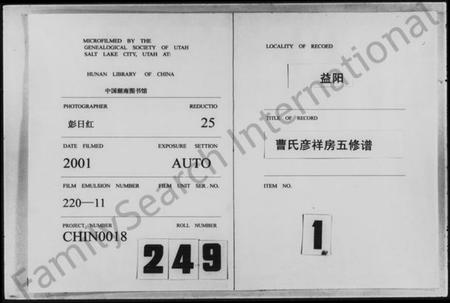 MICROFILMED BY THE
GENEALOGICAL SOCIETY OF UTAH
SALT LAKE CITY, UTAH AT:
HUNAN LIBRARY OF CHINA
中国湖南图书馆
PHOTOGRAPHER REDUCTIO
彭日红 25
DATE FILMED EXPOSURE SETTION
2001 AUTO
FILM EMULSION NUMBER FILM UNIT SER. NO.
220—11
PROJECT NUMBER ROLL NUMBER
CHIN0018 249
LOCALITY OF RECOED
益阳
TITLE OF RECORD
曹氏彦祥房五修谱
ITEM NO.
1
FamilySearch International